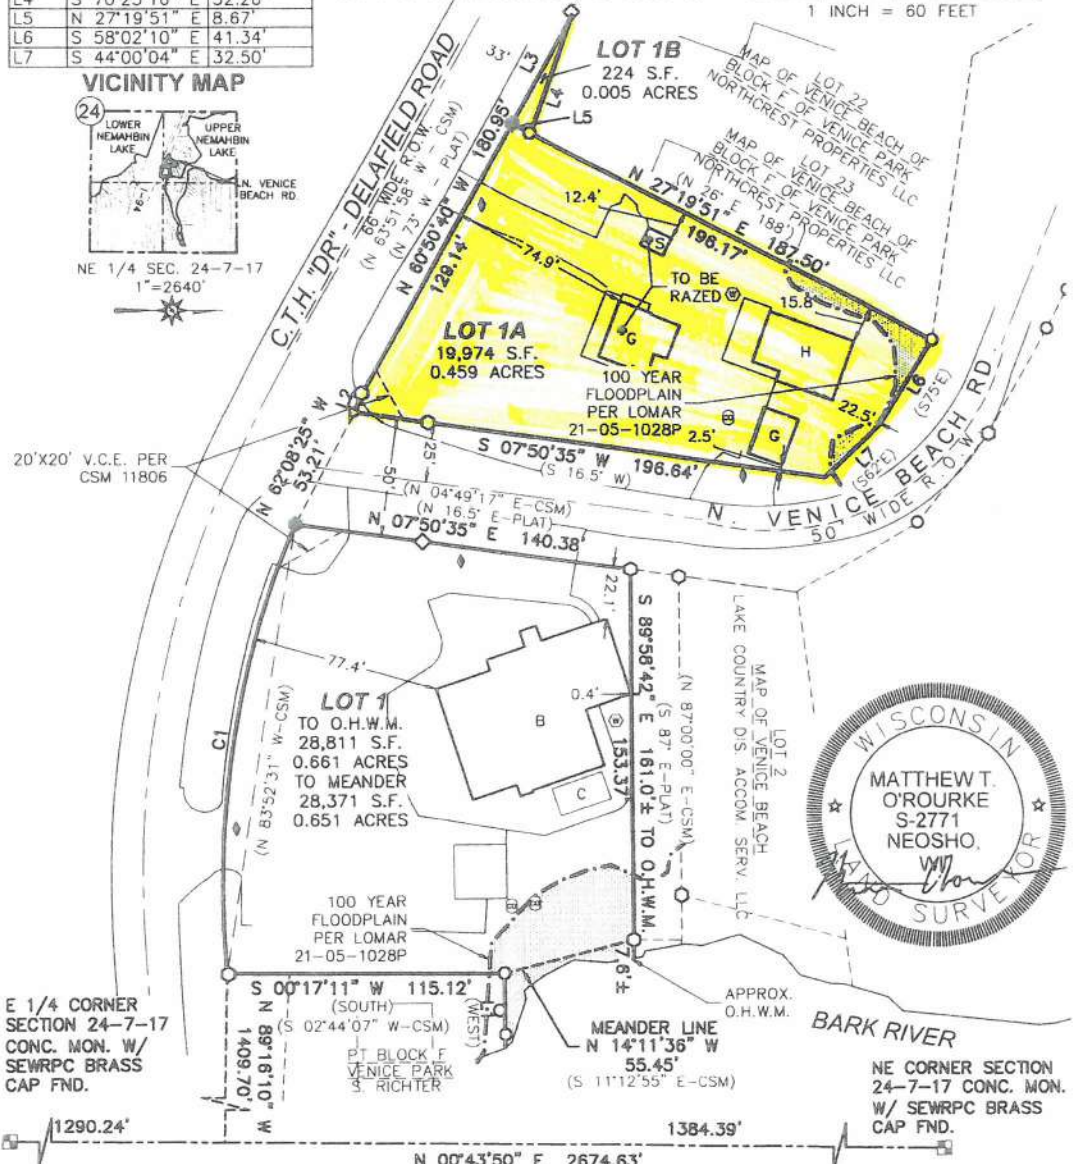 L5 N 27°19'51" E 8.67'
L6 S 58°02'10" E 41.34'
L7 S 44°00'04" E 32.50'
1 INCH = 60 FEET
VICINITY MAP
24
LOWER
NEMAHBIN
LAKE
UPPER
NEMAHBIN
LAKE
N. VENICE
BEACH RD.
NE 1/4 SEC. 24-7-17
1"=2640'
C.T.H. "DR"- DELAFIELD ROAD
66' WIDE R.O.W.
(N 63°51'58" W - CSM)
(N 73° W - PLAT)
N 60°50'40" W 180.95'
129.14'
33'
L3
L4
L5
LOT 1B
224 S.F.
0.005 ACRES
LOT 22
MAP OF VENICE BEACH OF
BLOCK F OF VENICE PARK
NORTHCREST PROPERTIES LLC
LOT 23
MAP OF VENICE BEACH OF
BLOCK F OF VENICE PARK
NORTHCREST PROPERTIES LLC
N 27°19'51" E 187.50'
(N 26° E 188')
196.17'
12.4'
74.9'
S
TO BE
RAZED
W
15.8'
LOT 1A
19,974 S.F.
0.459 ACRES
G
H
G
100 YEAR
FLOODPLAIN
PER LOMAR
21-05-1028P
2.5'
22.5'
L6
(S75°E)
L7
(S62°E)
S 07°50'35" W 196.64'
(S 16.5° W)
N. VENICE BEACH RD.
50' WIDE R.O.W.
20'X20' V.C.E. PER
CSM 11806
N 62°08'25" W
53.21'
50'
25'
(N 04°49'17" E-CSM)
(N 16.5° E-PLAT)
N 07°50'35" E 140.38'
22.1'
77.4'
0.4'
B
C
LOT 1
TO O.H.W.M.
28,811 S.F.
0.661 ACRES
TO MEANDER
28,371 S.F.
0.651 ACRES
C1
(N 83°52'31" W-CSM)
S 89°58'42" E 161.0'± TO O.H.W.M.
153.37'
(S 87° E-PLAT)
(N 87°00'00" E-CSM)
LOT 2
MAP OF VENICE BEACH
LAKE COUNTRY DIS. ACCOM. SERV. LLC
WISCONSIN
MATTHEW T.
O'ROURKE
S-2771
NEOSHO,
WI
LAND SURVEYOR
100 YEAR
FLOODPLAIN
PER LOMAR
21-05-1028P
7.6'±
S 00°17'11" W 115.12'
(SOUTH)
(S 02°44'07" W-CSM)
(WEST)
PT BLOCK F
VENICE PARK
S. RICHTER
MEANDER LINE
N 14°11'36" W
55.45'
(S 11°12'55" E-CSM)
APPROX.
O.H.W.M.
BARK RIVER
E 1/4 CORNER
SECTION 24-7-17
CONC. MON. W/
SEWRPC BRASS
CAP FND.
N 89°16'10" W
1409.70'
NE CORNER SECTION
24-7-17 CONC. MON.
W/ SEWRPC BRASS
CAP FND.
1290.24' 1384.39'
N 00°43'50" E 2674.63'